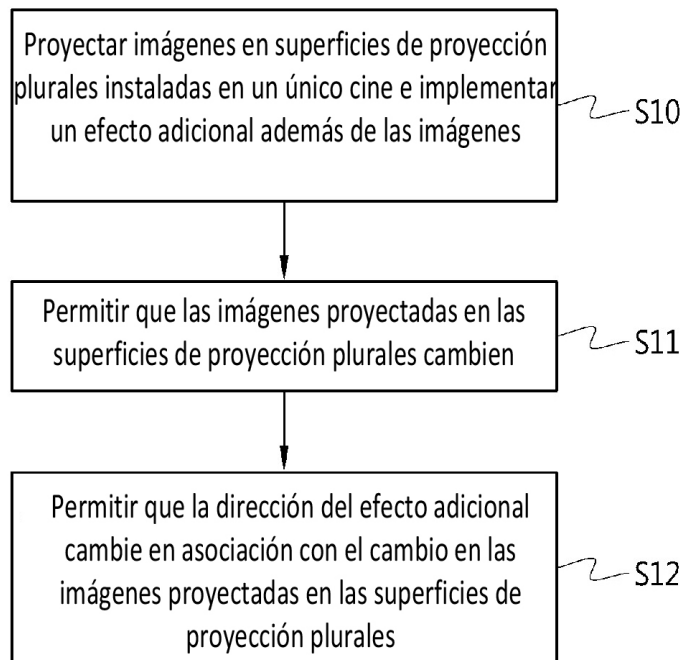 Proyectar imágenes en superficies de proyección
plurales instaladas en un único cine e implementar
un efecto adicional además de las imágenes
S10
Permitir que las imágenes proyectadas en las
superficies de proyección plurales cambien
S11
Permitir que la dirección del efecto adicional
cambie en asociación con el cambio en las
imágenes proyectadas en las superficies de
proyección plurales
S12